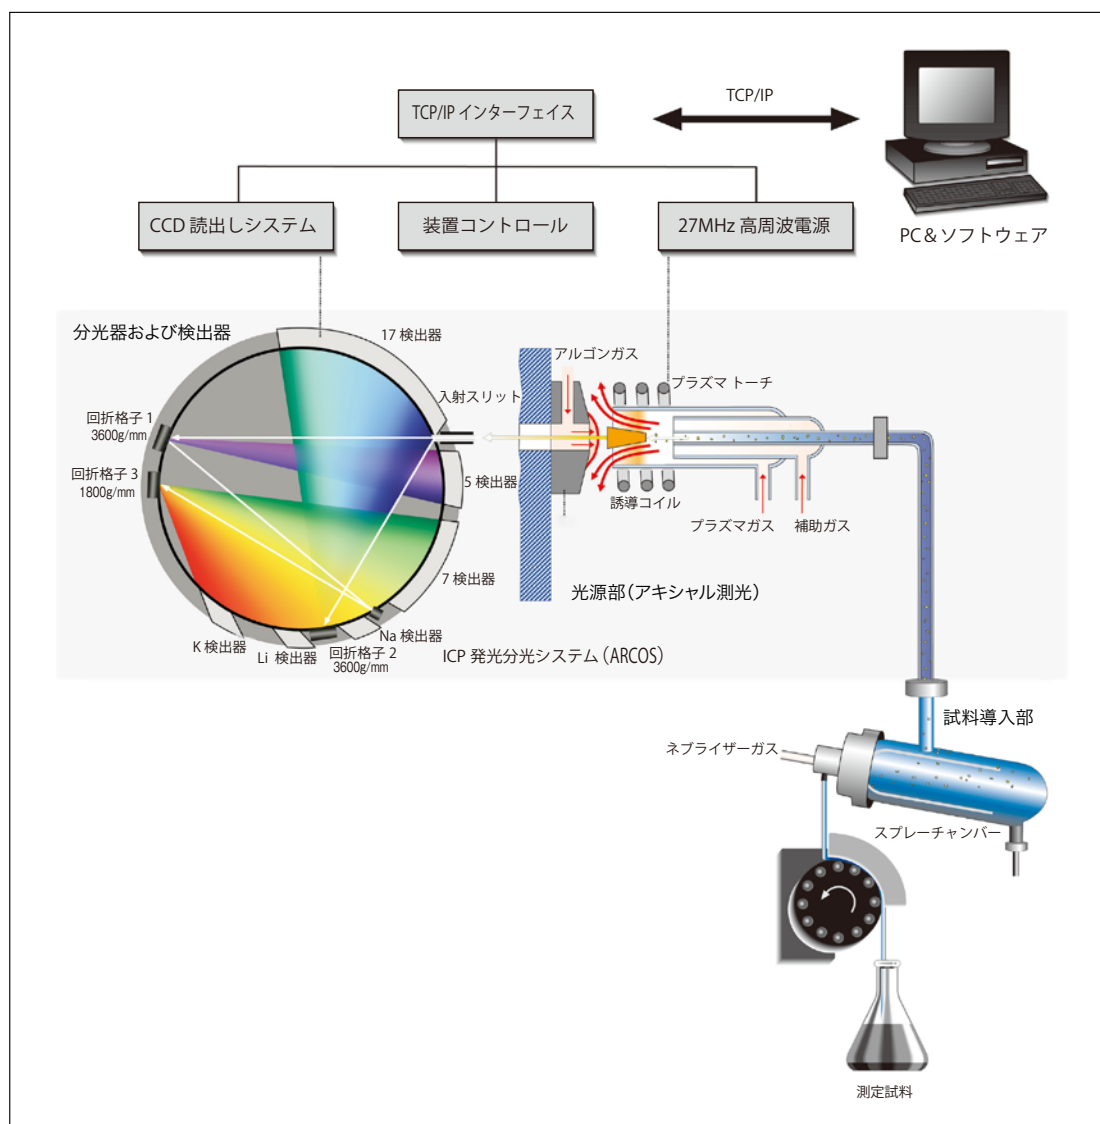 TCP/IP インターフェイス
TCP/IP
CCD 読出しシステム
装置コントロール
27MHz 高周波電源
PC＆ソフトウェア
分光器および検出器
17 検出器
アルゴンガス
プラズマ トーチ
入射スリット
回折格子 1
3600g/mm
回折格子 3
1800g/mm
5 検出器
誘導コイル
プラズマガス
補助ガス
7 検出器
光源部（アキシャル測光）
Na 検出器
K 検出器
Li 検出器
回折格子 2
3600g/mm
ICP 発光分光システム（ARCOS）
試料導入部
ネブライザーガス
スプレーチャンバー
測定試料